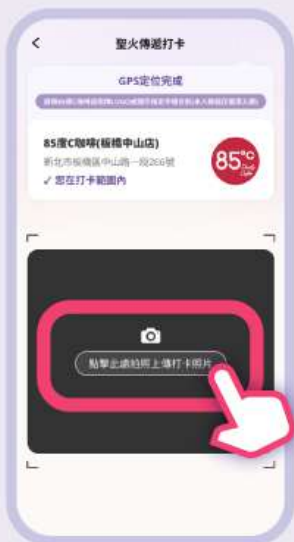 聖火傳遞打卡
GPS定位完成
85度C咖啡(板橋中山店)
新北市板橋區中山路一段266號
✓ 您在打卡範圍內
85°C
點擊此處拍照上傳打卡照片